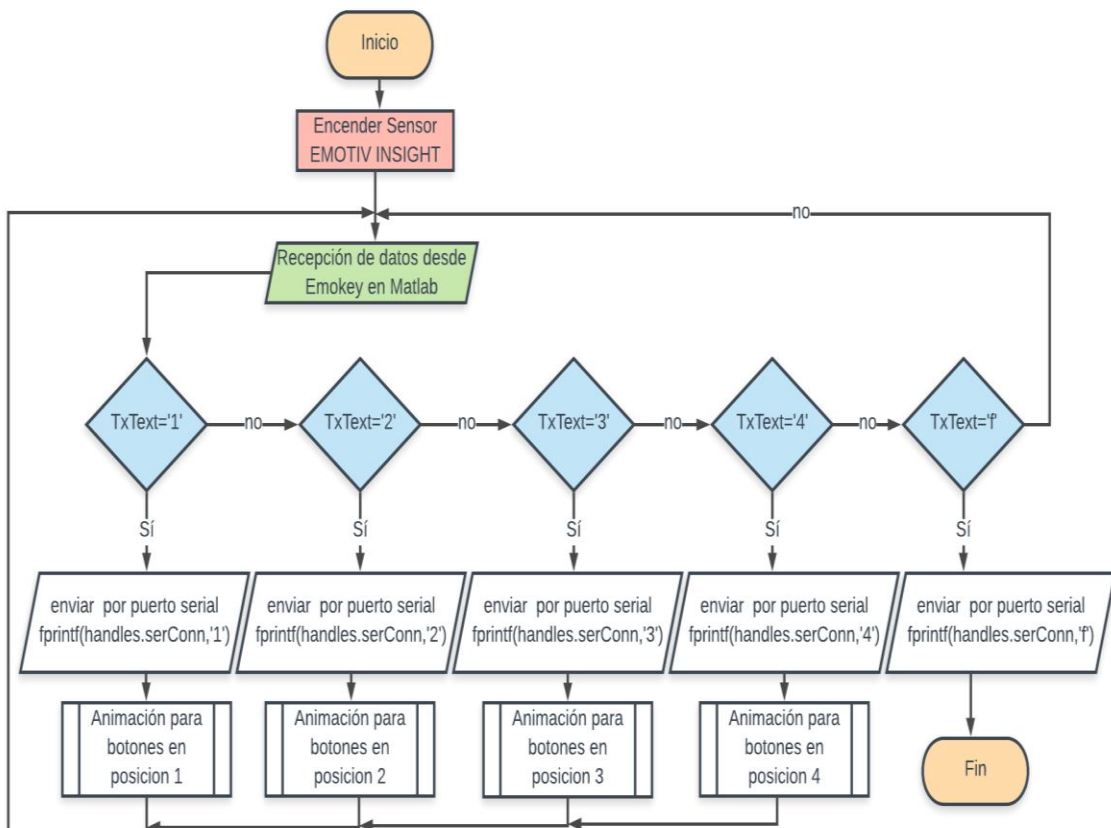 Inicio
Encender Sensor
EMOTIV INSIGHT
no
Recepción de datos desde
Emokey en Matlab
TxText='1'
no
TxText='2'
no
TxText='3'
no
TxText='4'
no
TxText='f'
Sí
Sí
Sí
Sí
Sí
enviar por puerto serial
fprintf(handles.serConn,'1')
enviar por puerto serial
fprintf(handles.serConn,'2')
enviar por puerto serial
fprintf(handles.serConn,'3')
enviar por puerto serial
fprintf(handles.serConn,'4')
enviar por puerto serial
fprintf(handles.serConn,'f')
Animación para
botones en
posicion 1
Animación para
botones en
posicion 2
Animación para
botones en
posicion 3
Animación para
botones en
posicion 4
Fin